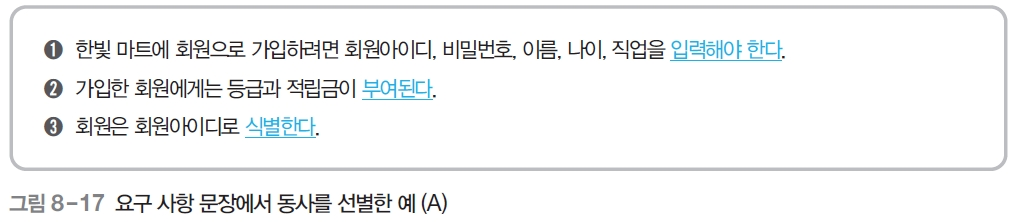 ❶ 한빛 마트에 회원으로 가입하려면 회원아이디, 비밀번호, 이름, 나이, 직업을 입력해야 한다.
❷ 가입한 회원에게는 등급과 적립금이 부여된다.
❸ 회원은 회원아이디로 식별한다.
그림 8-17 요구 사항 문장에서 동사를 선별한 예 (A)